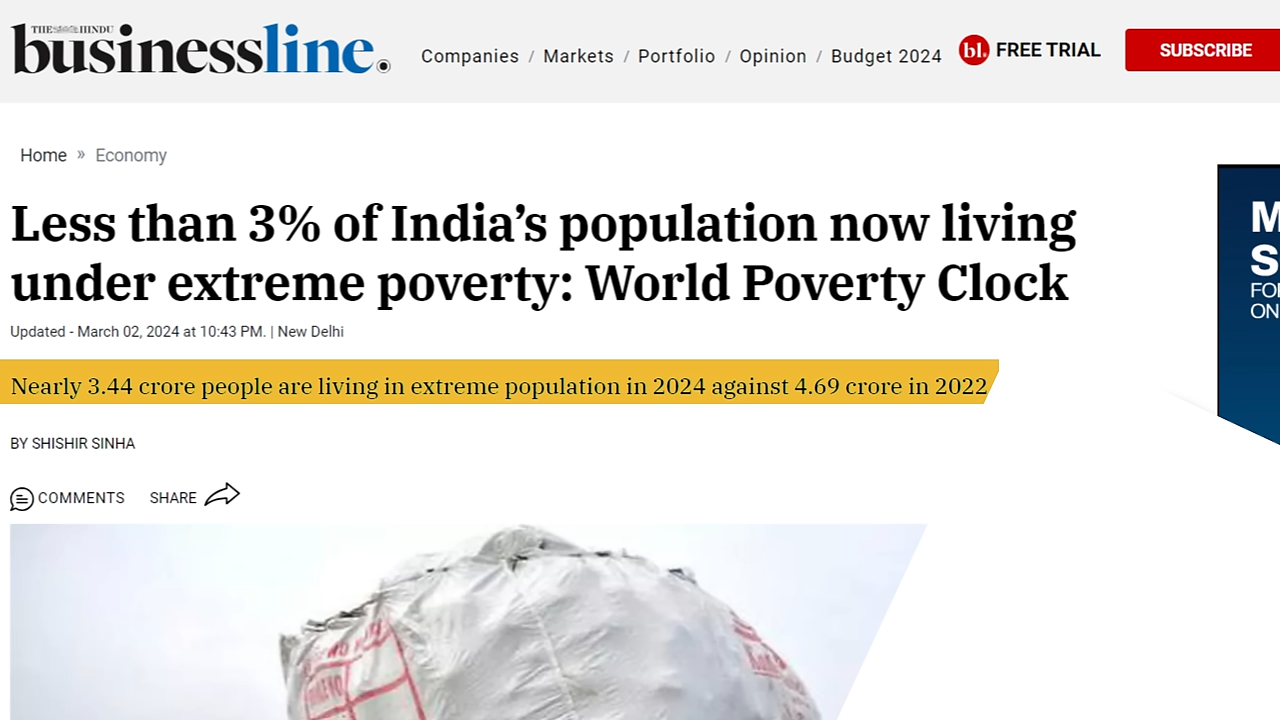 THE HINDU
businessline.
Companies / Markets / Portfolio / Opinion / Budget 2024
bl. FREE TRIAL
SUBSCRIBE
Home » Economy
Less than 3% of India’s population now living
under extreme poverty: World Poverty Clock
Updated - March 02, 2024 at 10:43 PM. | New Delhi
Nearly 3.44 crore people are living in extreme population in 2024 against 4.69 crore in 2022
BY SHISHIR SINHA
COMMENTS SHARE
M
S
FO
ON